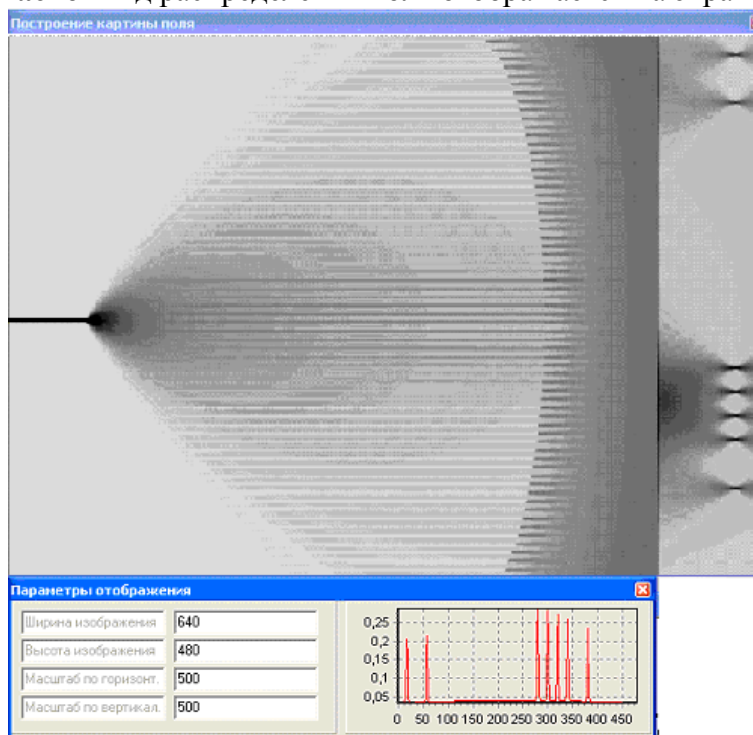 Построение картины поля
Параметры отображения
Ширина изображения 640
Высота изображения 480
Масштаб по горизонт. 500
Масштаб по вертикал. 500
0,25
0,2
0,15
0,1
0,05
0 50 100 150 200 250 300 350 400 450